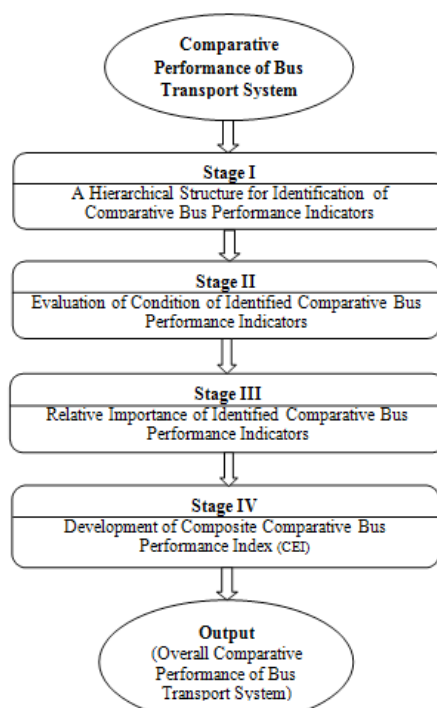 Comparative
Performance of Bus
Transport System
Stage I
A Hierarchical Structure for Identification of
Comparative Bus Performance Indicators
Stage II
Evaluation of Condition of Identified Comparative Bus
Performance Indicators
Stage III
Relative Importance of Identified Comparative Bus
Performance Indicators
Stage IV
Development of Composite Comparative Bus
Performance Index (CEI)
Output
(Overall Comparative
Performance of Bus
Transport System)